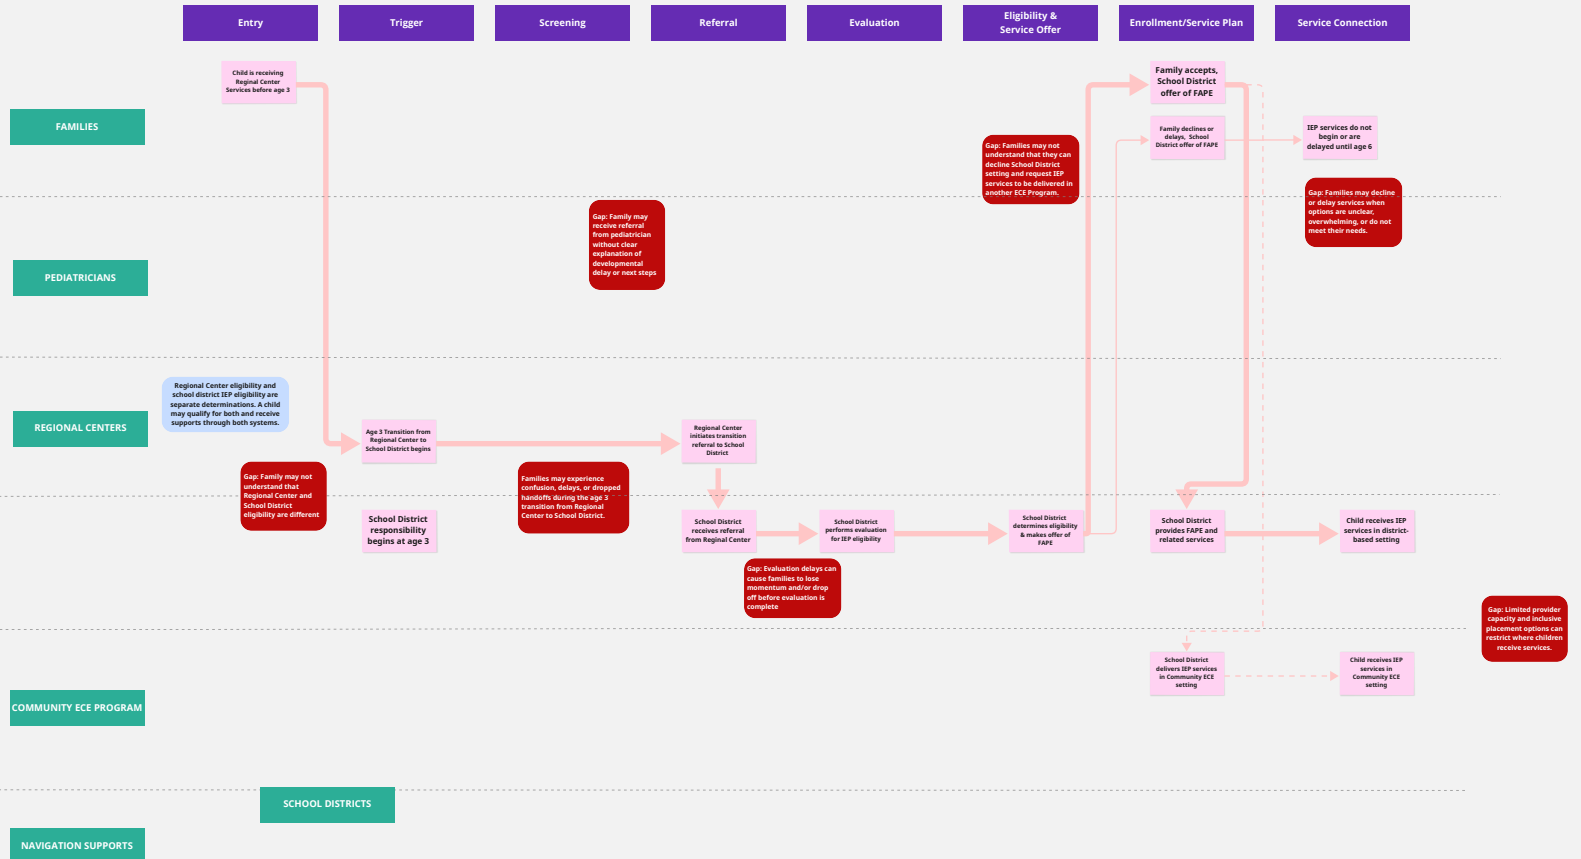 Entry
Trigger
Screening
Referral
Evaluation
Eligibility &
Service Offer
Enrollment/Service Plan
Service Connection
Child is receiving
Reginal Center
Services before age 3
Family accepts,
School District
offer of FAPE
FAMILIES
Family declines or
delays, School
District offer of FAPE
IEP services do not
begin or are
delayed until age 6
Gap: Families may not
understand that they can
decline School District
setting and request IEP
services to be delivered in
another ECE Program.
Gap: Families may decline
or delay services when
options are unclear,
overwhelming, or do not
meet their needs.
Gap: Family may
receive referral
from pediatrician
without clear
explanation of
developmental
delay or next steps
PEDIATRICIANS
Regional Center eligibility and
school district IEP eligibility are
separate determinations. A child
may qualify for both and receive
supports through both systems.
REGIONAL CENTERS
Age 3 Transition from
Regional Center to
School District begins
Regional Center
initiates transition
referral to School
District
Gap: Family may not
understand that
Regional Center and
School District
eligibility are different
Families may experience
confusion, delays, or dropped
handoffs during the age 3
transition from Regional
Center to School District.
School District
responsibility
begins at age 3
School District
receives referral
from Reginal Center
School District
performs evaluation
for IEP eligibility
School District
determines eligibility
& makes offer of
FAPE
School District
provides FAPE and
related services
Child receives IEP
services in district-
based setting
Gap: Evaluation delays can
cause families to lose
momentum and/or drop
off before evaluation is
complete
Gap: Limited provider
capacity and inclusive
placement options can
restrict where children
receive services.
School District
delivers IEP services
in Community ECE
setting
Child receives IEP
services in
Community ECE
setting
COMMUNITY ECE PROGRAM
SCHOOL DISTRICTS
NAVIGATION SUPPORTS